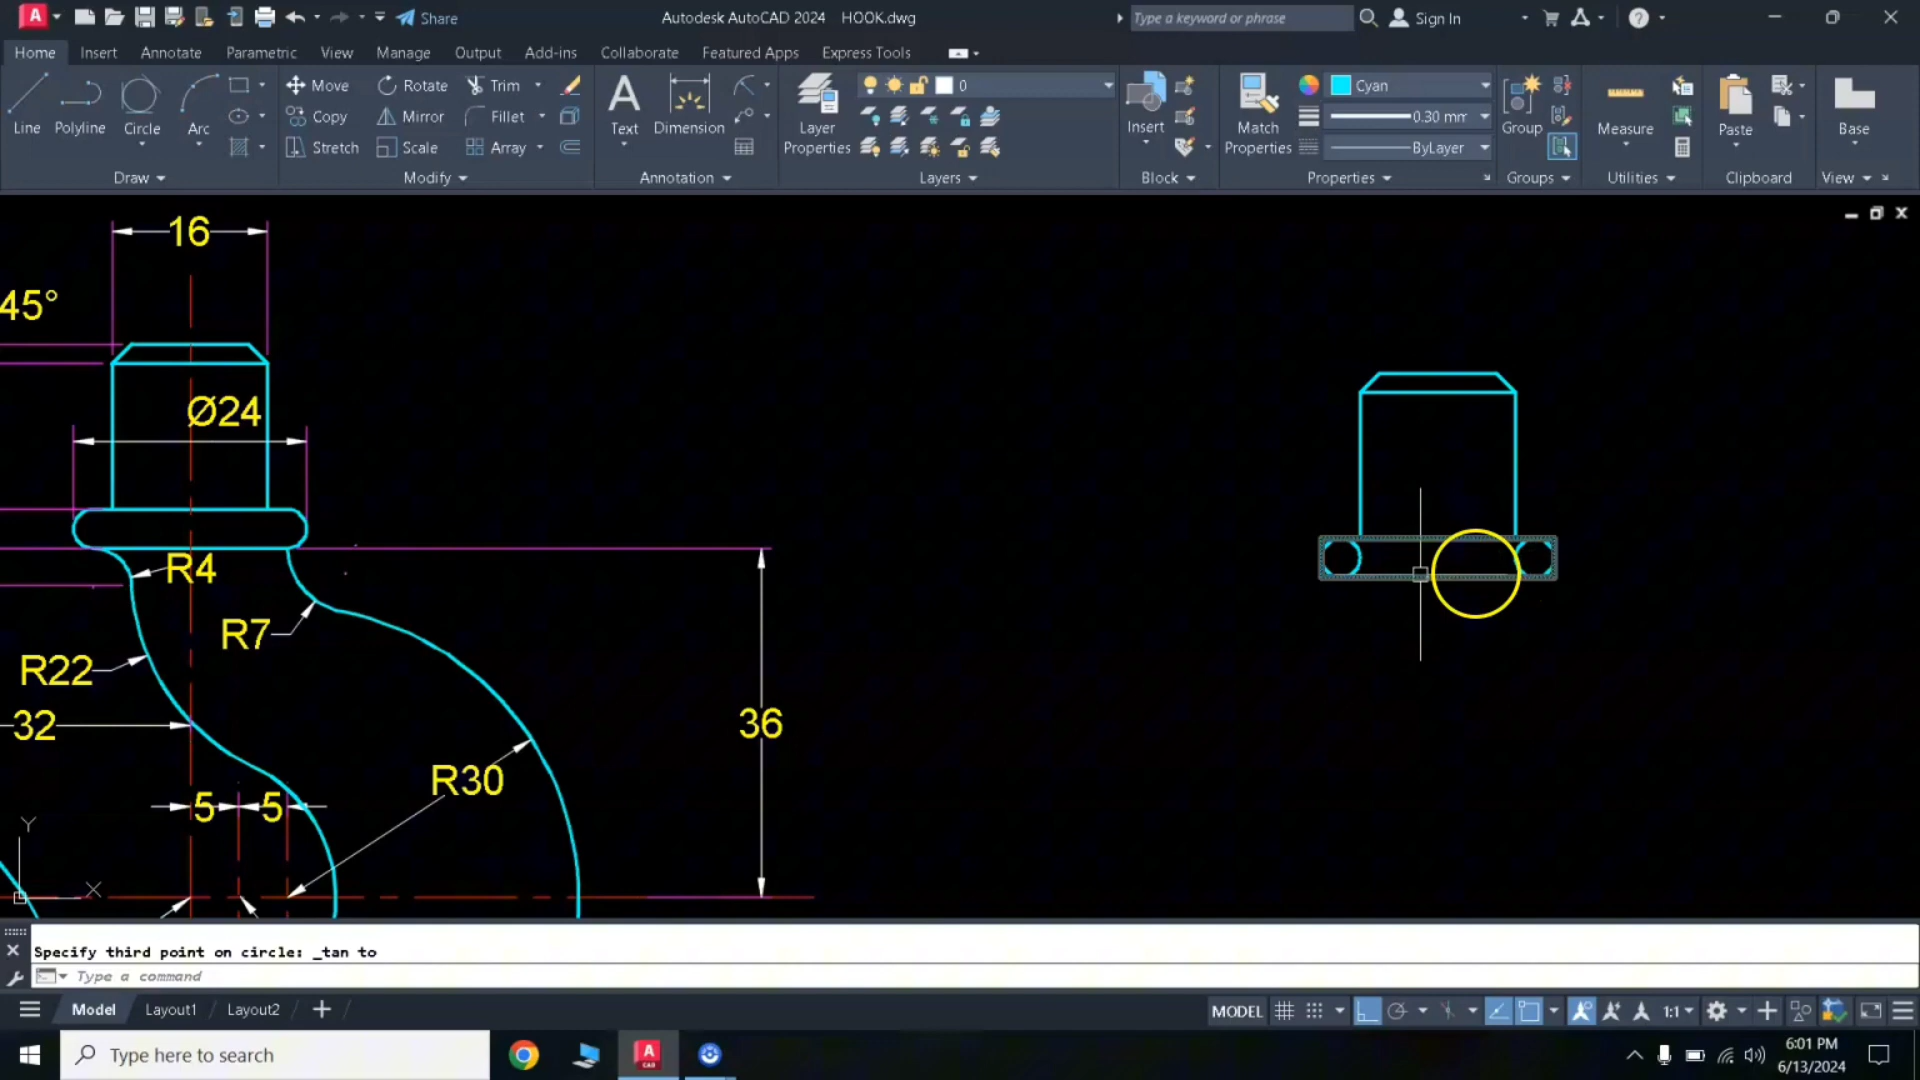 Share
Autodesk AutoCAD 2024 HOOK.dwg
Type a keyword or phrase
Sign In
Home Insert Annotate Parametric View Manage Output Add-ins Collaborate Featured Apps Express Tools
Line Polyline Circle Arc
Move Rotate Trim
Copy Mirror Fillet
Stretch Scale Array
Text Dimension
Layer Properties
0
Insert
Match Properties
Cyan
0.30 mm
ByLayer
Group
Measure
Paste
Base
Draw Modify Annotation Layers Block Properties Groups Utilities Clipboard View
16
45°
Ø24
R4
R7
R22
32
36
R30
5 5
Y
X
Specify third point on circle: _tan to
Type a command
Model Layout1 Layout2
MODEL
1:1
Type here to search
A
CAD
6:01 PM
6/13/2024